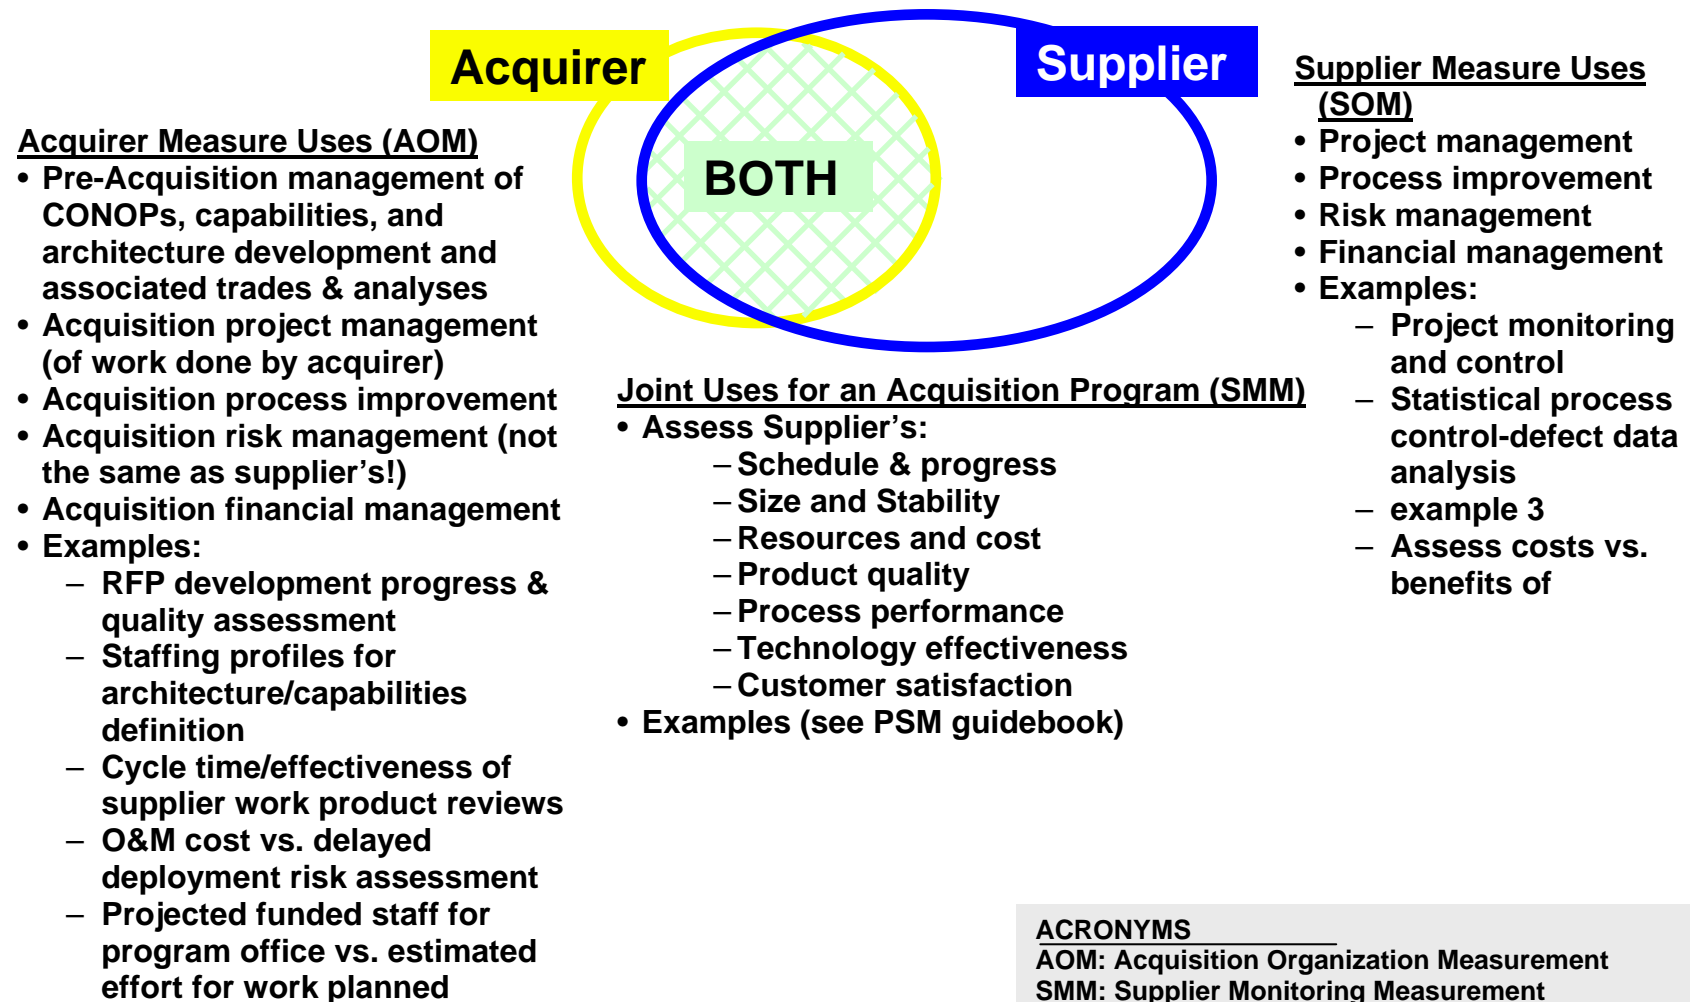 Acquirer
Supplier
BOTH
Acquirer Measure Uses (AOM)
• Pre-Acquisition management of
CONOPs, capabilities, and
architecture development and
associated trades & analyses
• Acquisition project management
(of work done by acquirer)
• Acquisition process improvement
• Acquisition risk management (not
the same as supplier's!)
• Acquisition financial management
• Examples:
– RFP development progress &
quality assessment
– Staffing profiles for
architecture/capabilities
definition
– Cycle time/effectiveness of
supplier work product reviews
– O&M cost vs. delayed
deployment risk assessment
– Projected funded staff for
program office vs. estimated
effort for work planned
Joint Uses for an Acquisition Program (SMM)
• Assess Supplier's:
– Schedule & progress
– Size and Stability
– Resources and cost
– Product quality
– Process performance
– Technology effectiveness
– Customer satisfaction
• Examples (see PSM guidebook)
Supplier Measure Uses
(SOM)
• Project management
• Process improvement
• Risk management
• Financial management
• Examples:
– Project monitoring
and control
– Statistical process
control-defect data
analysis
– example 3
– Assess costs vs.
benefits of
ACRONYMS
AOM: Acquisition Organization Measurement
SMM: Supplier Monitoring Measurement